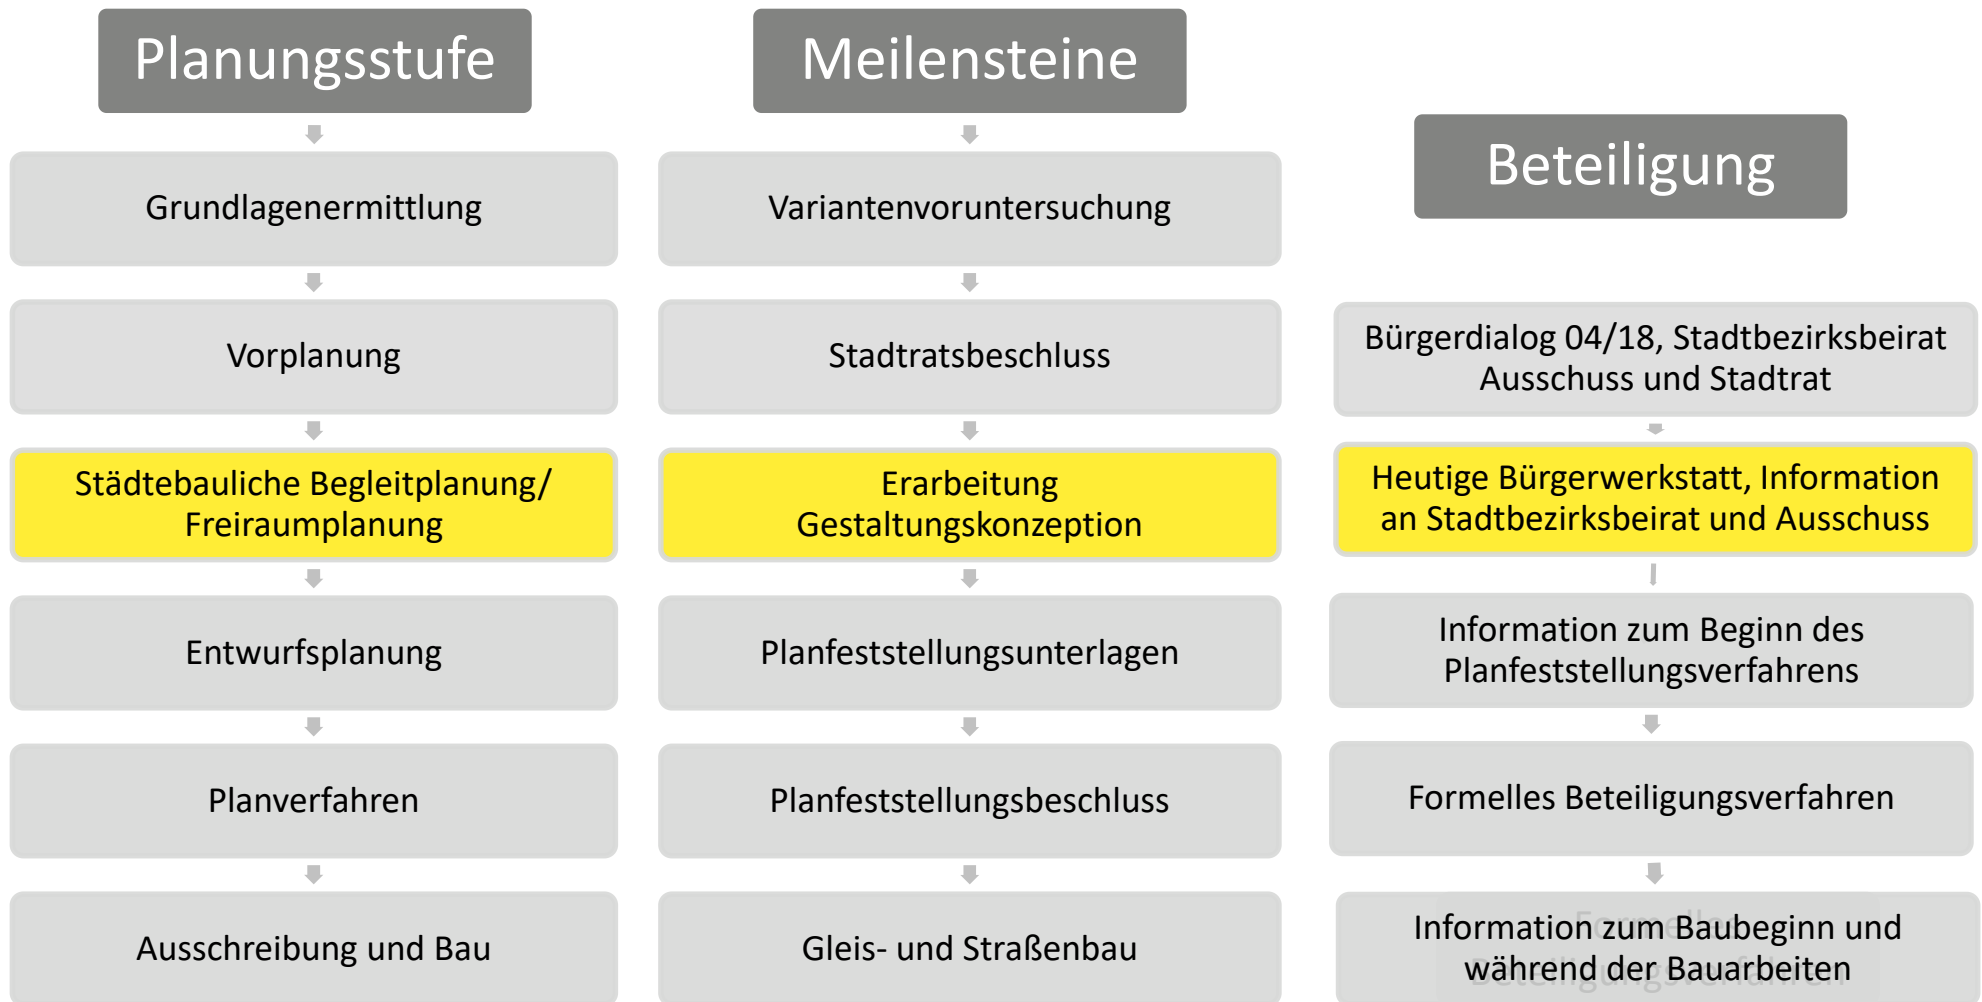 Planungsstufe
Grundlagenermittlung
Vorplanung
Städtebauliche Begleitplanung/
Freiraumplanung
Entwurfsplanung
Planverfahren
Ausschreibung und Bau
Meilensteine
Variantenvoruntersuchung
Stadtratsbeschluss
Erarbeitung
Gestaltungskonzeption
Planfeststellungsunterlagen
Planfeststellungsbeschluss
Gleis- und Straßenbau
Beteiligung
Bürgerdialog 04/18, Stadtbezirksbeirat
Ausschuss und Stadtrat
Heutige Bürgerwerkstatt, Information
an Stadtbezirksbeirat und Ausschuss
Information zum Beginn des
Planfeststellungsverfahrens
Formelles Beteiligungsverfahren
Information zum Baubeginn und
während der Bauarbeiten
Formelles
Beteiligungsverfahren